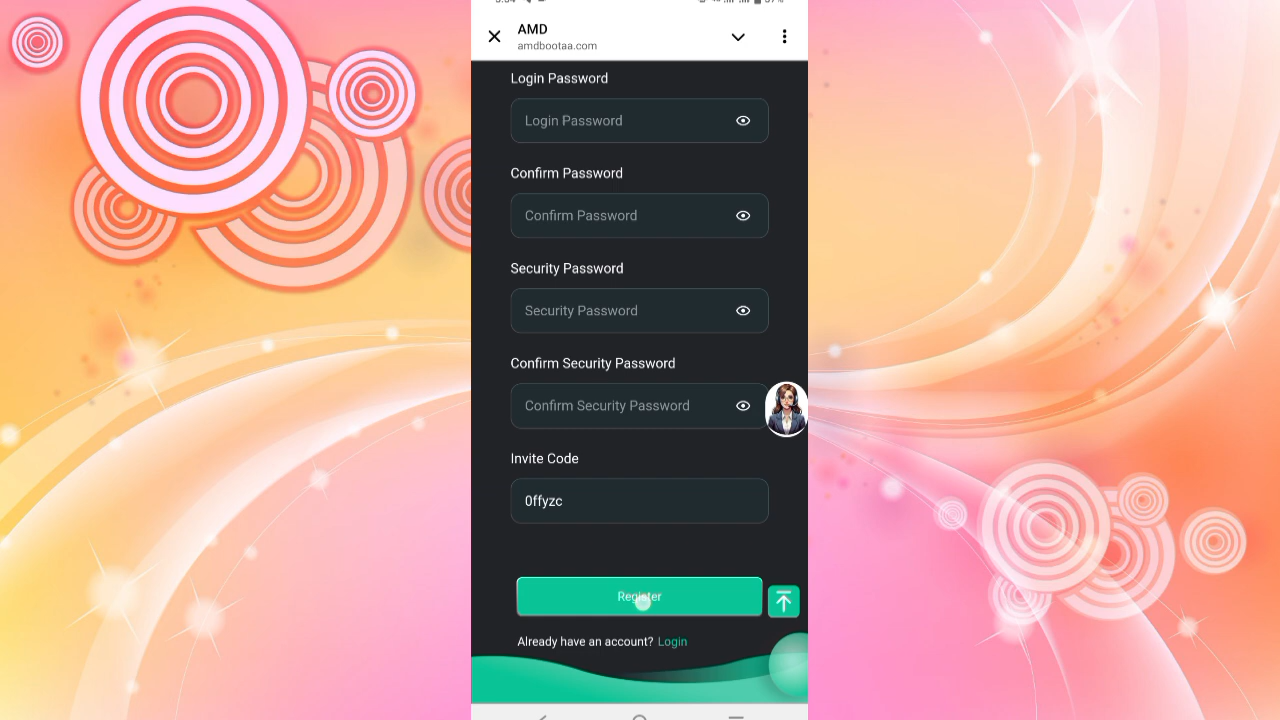 AMD
amdbootaa.com
Login Password
Login Password
Confirm Password
Confirm Password
Security Password
Security Password
Confirm Security Password
Confirm Security Password
Invite Code
0ffyzc
Register
Already have an account? Login